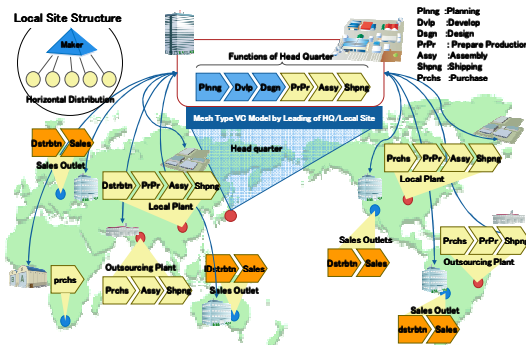 Local Site Structure
Maker
Horizontal Distribution
Plnng :Planning
Dvlp :Develop
Dsgn :Design
PrPr : Prepare Production
Assy :Assembly
Shpng :Shipping
Prchs :Purchase
Functions of Head Quarter
Plnng Dvlp Dsgn PrPr Assy Shpng
Mesh Type VC Model by Leading of HQ/Local Site
Head quarter
Dstrbtn Sales
Sales Outlet
Dstrbtn PrPr Assy Shpng
Local Plant
Prchs PrPr Assy Shpng
Local Plant
prchs
Outsourcing Plant
Prchs Assy Shpng
Dstrbtn Sales
Sales Outlet
Sales Outlets
Dstrbtn Sales
Prchs PrPr Shpng
Outsourcing Plant
Sales Outlet
dstrbtn Sales